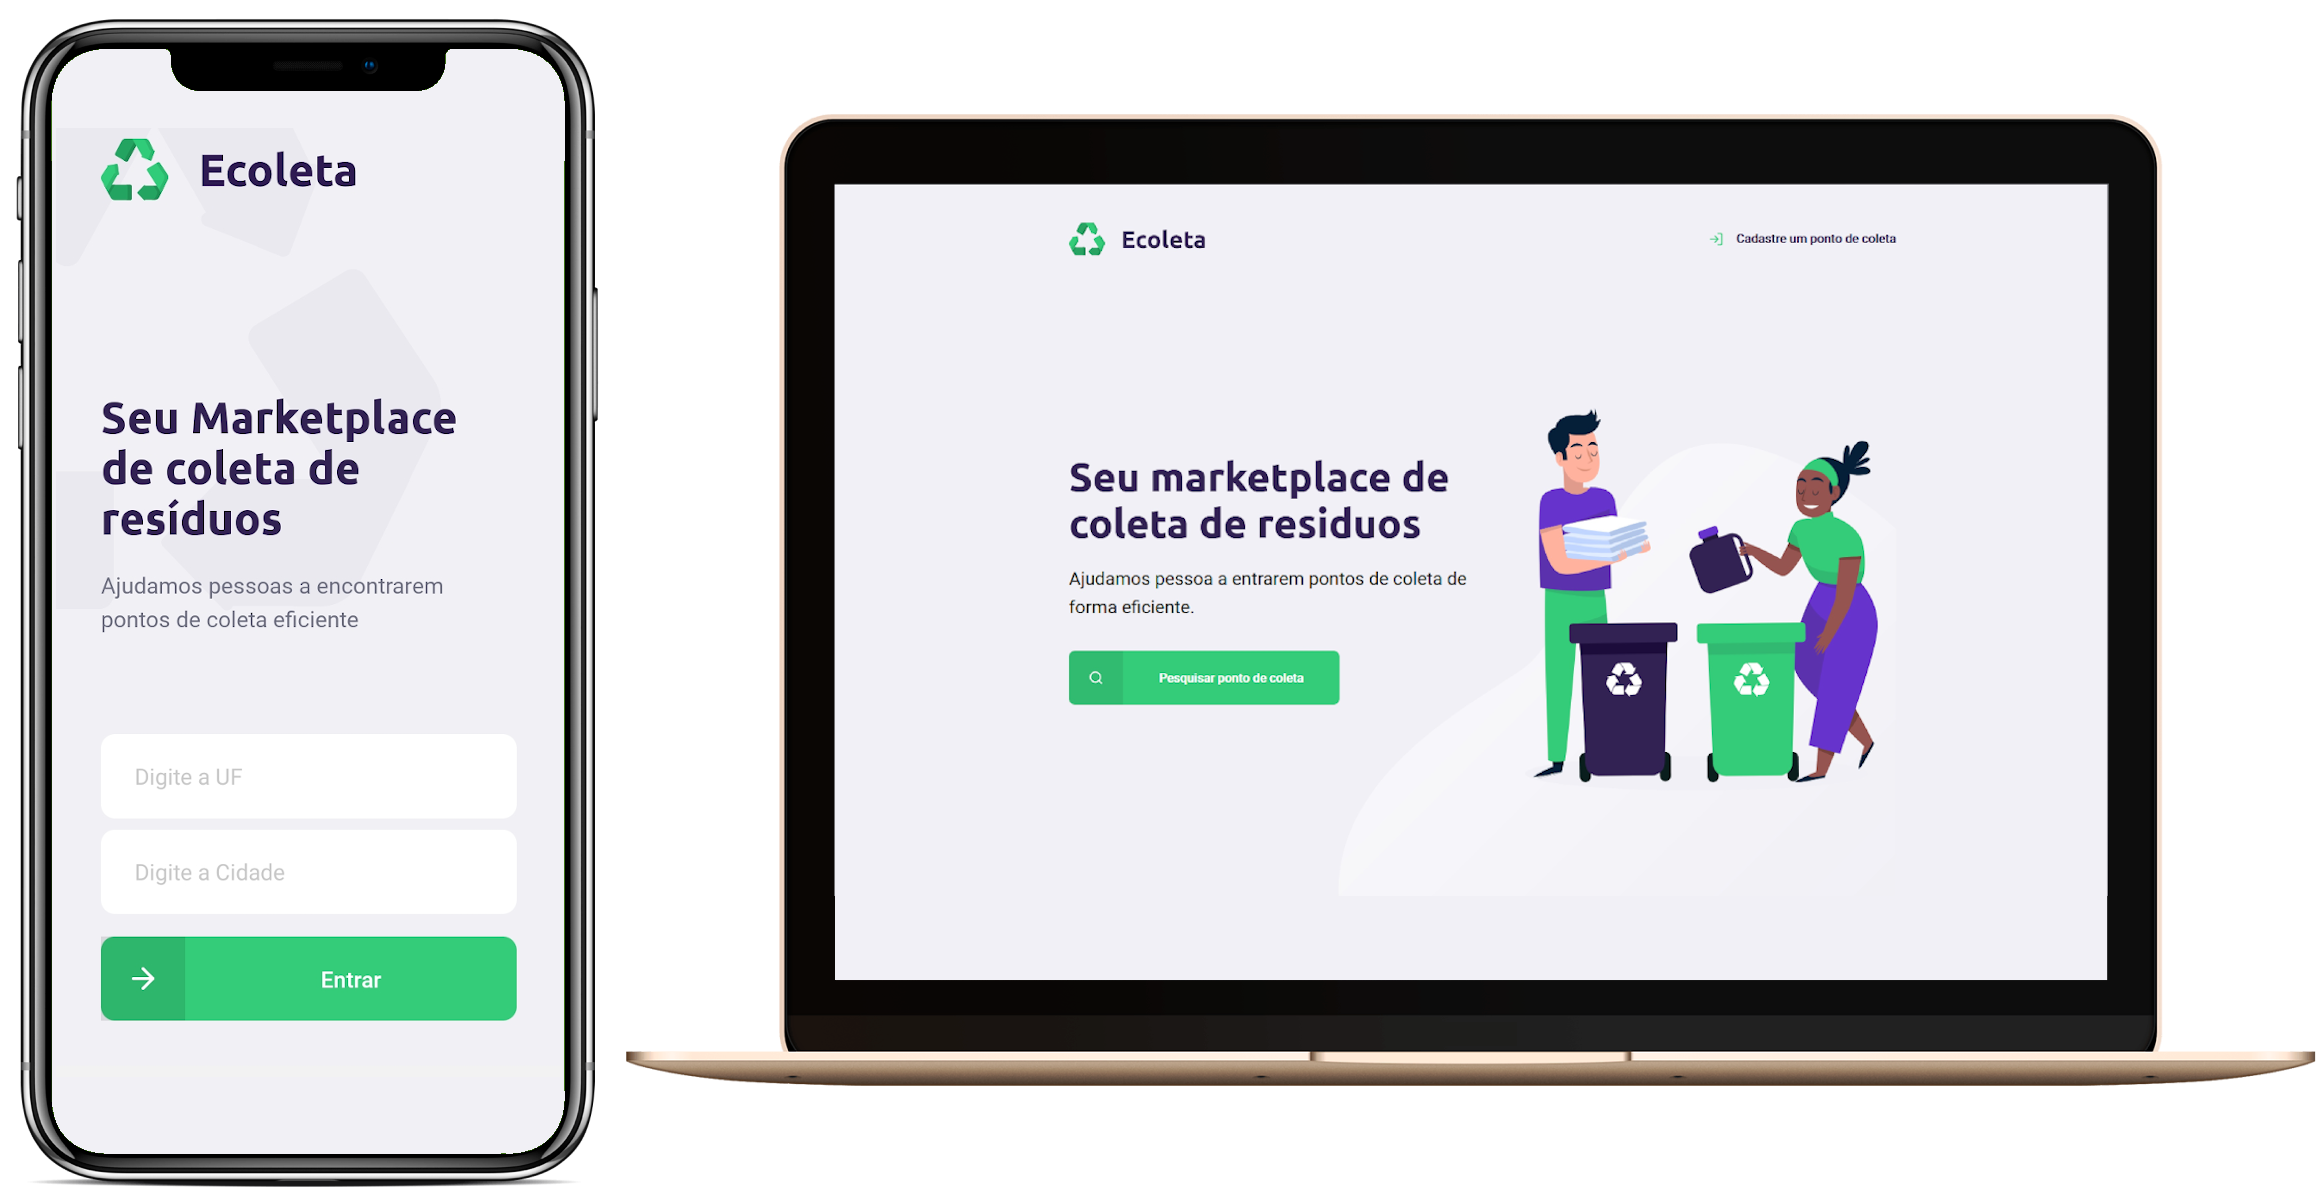 Ecoleta
Seu Marketplace
de coleta de
resíduos
Ajudamos pessoas a encontrarem
pontos de coleta eficiente
Digite a UF
Digite a Cidade
Entrar
Ecoleta
Cadastre um ponto de coleta
Seu marketplace de
coleta de residuos
Ajudamos pessoa a entrarem pontos de coleta de
forma eficiente.
Pesquisar ponto de coleta